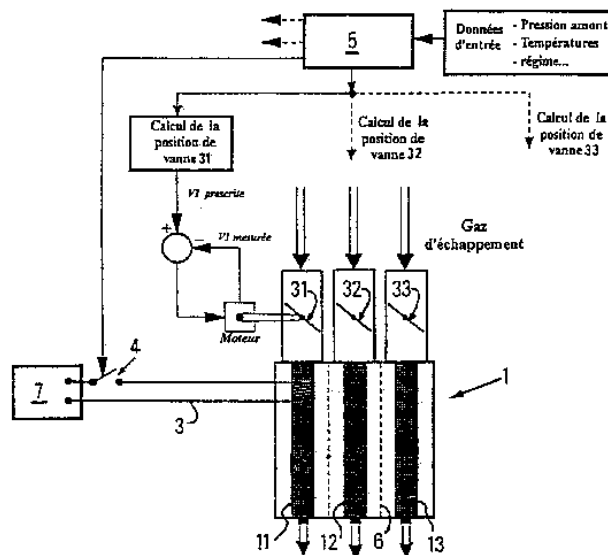 5
Données
d'entrée
- Pression amont
- Températures
- régime...
Calcul de la
position de
vanne 31
Calcul de la
position de
vanne 32
Calcul de la
position de
vanne 33
V1 prescrite
+
-
V1 mesurée
Gaz
d'échappement
Moteur
31
32
33
4
7
3
1
11
12
6
13